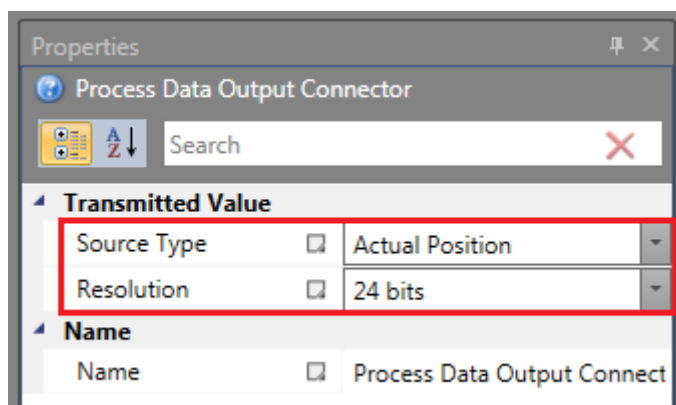 Properties
Process Data Output Connector
A Z Search
Transmitted Value
Source Type Actual Position
Resolution 24 bits
Name
Name Process Data Output Connect